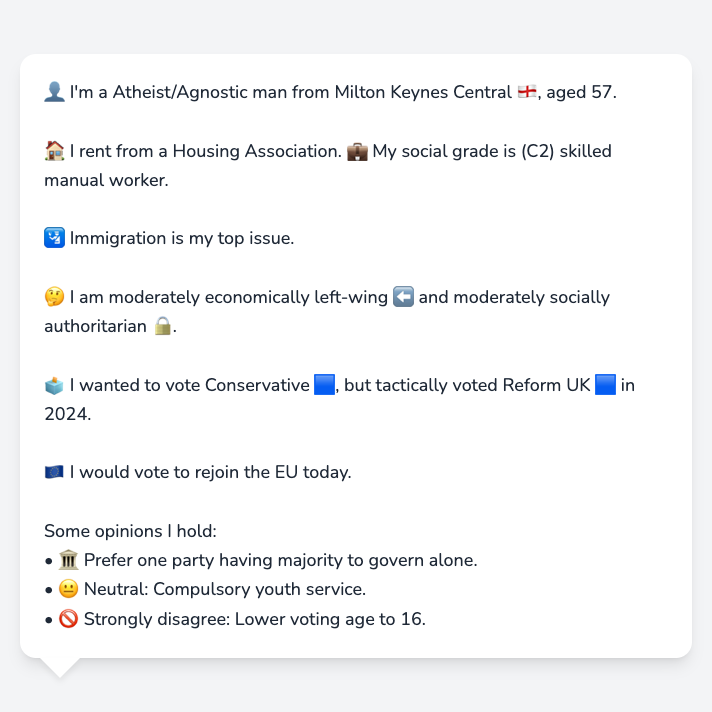 👤 I'm a Atheist/Agnostic man from Milton Keynes Central 🏴󠁧󠁢󠁥󠁮󠁧󠁿, aged 57.
🏠 I rent from a Housing Association. 💼 My social grade is (C2) skilled
manual worker.
🛂 Immigration is my top issue.
🤔 I am moderately economically left-wing ⬅️ and moderately socially
authoritarian 🔒.
🗳️ I wanted to vote Conservative 🟦, but tactically voted Reform UK 🟦 in
2024.
🇪🇺 I would vote to rejoin the EU today.
Some opinions I hold:
• 🏛️ Prefer one party having majority to govern alone.
• 😐 Neutral: Compulsory youth service.
• 🚫 Strongly disagree: Lower voting age to 16.